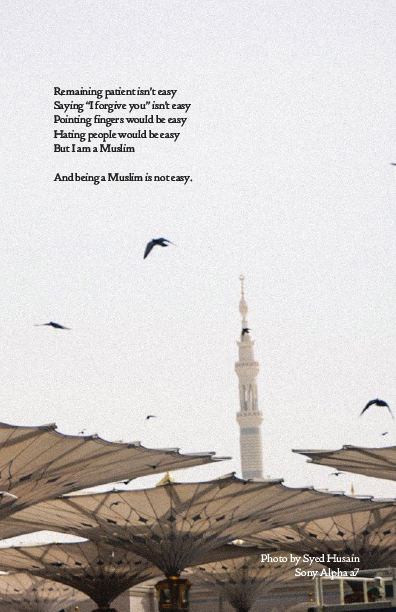 Remaining patient isn't easy
Saying "I forgive you" isn't easy
Pointing fingers would be easy
Hating people would be easy
But I am a Muslim
And being a Muslim is not easy.
Photo by Syed Husain
Sony Alpha a7